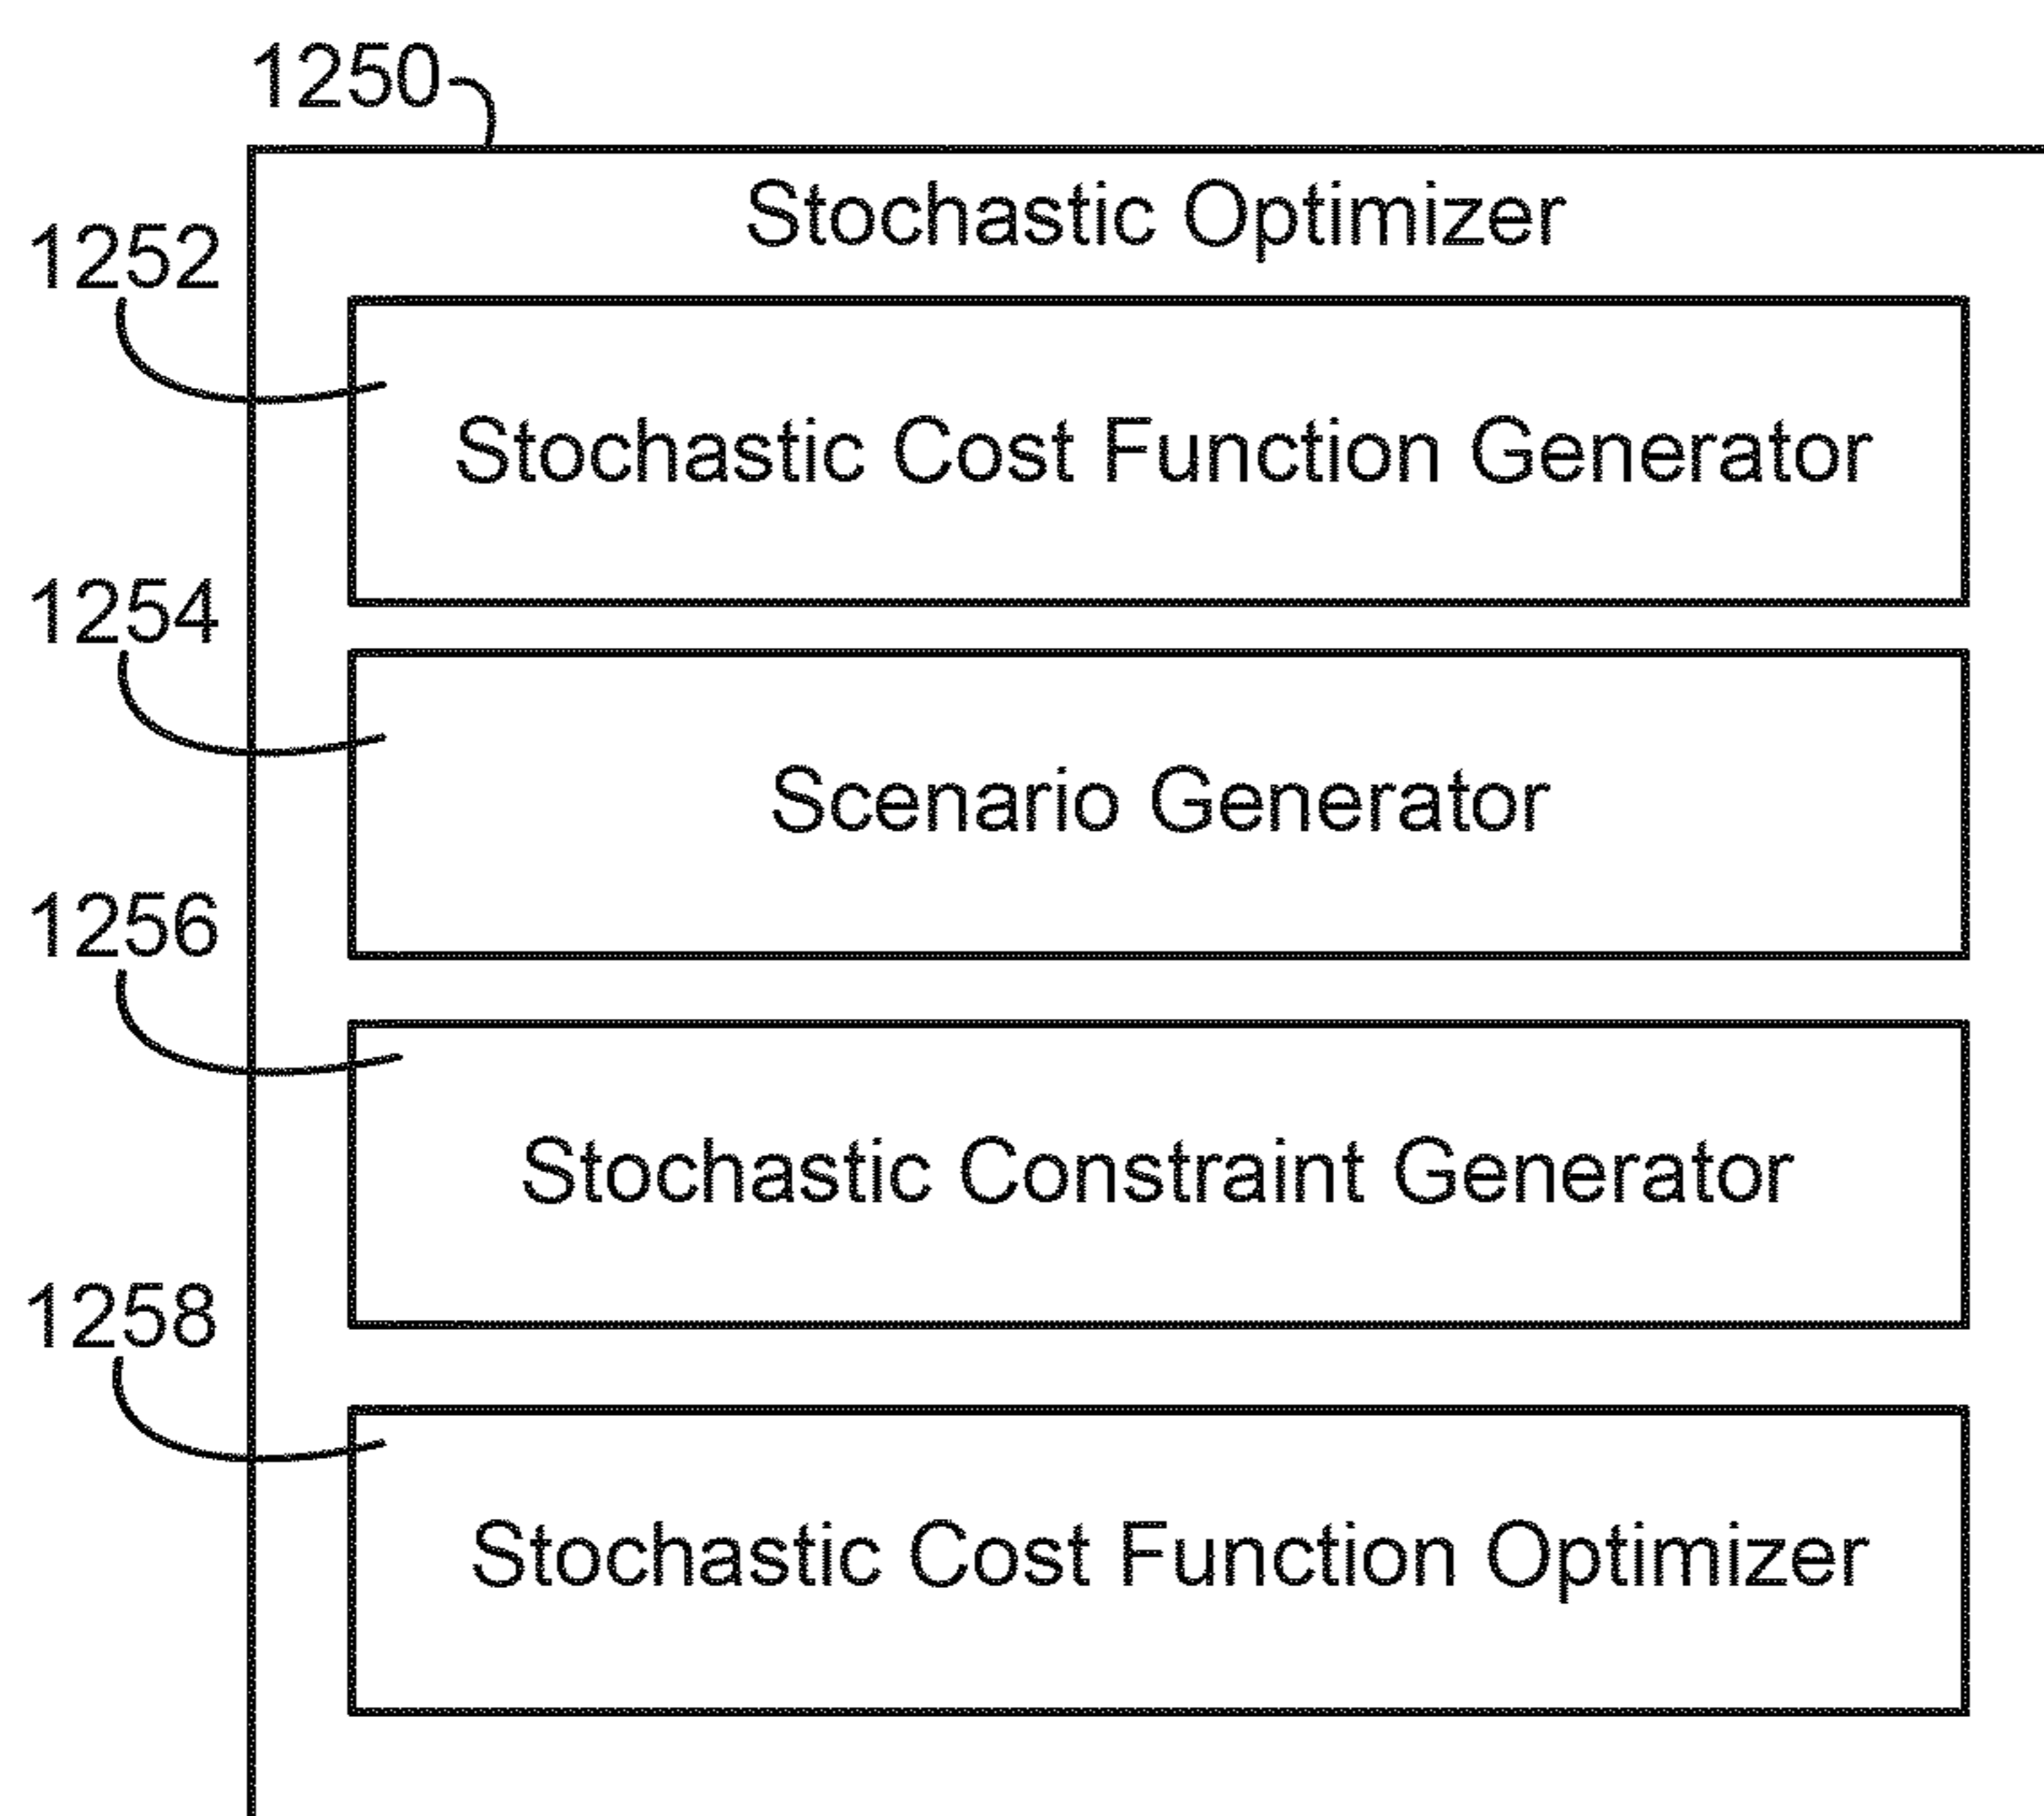 1250
Stochastic Optimizer
1252
Stochastic Cost Function Generator
1254
Scenario Generator
1256
Stochastic Constraint Generator
1258
Stochastic Cost Function Optimizer